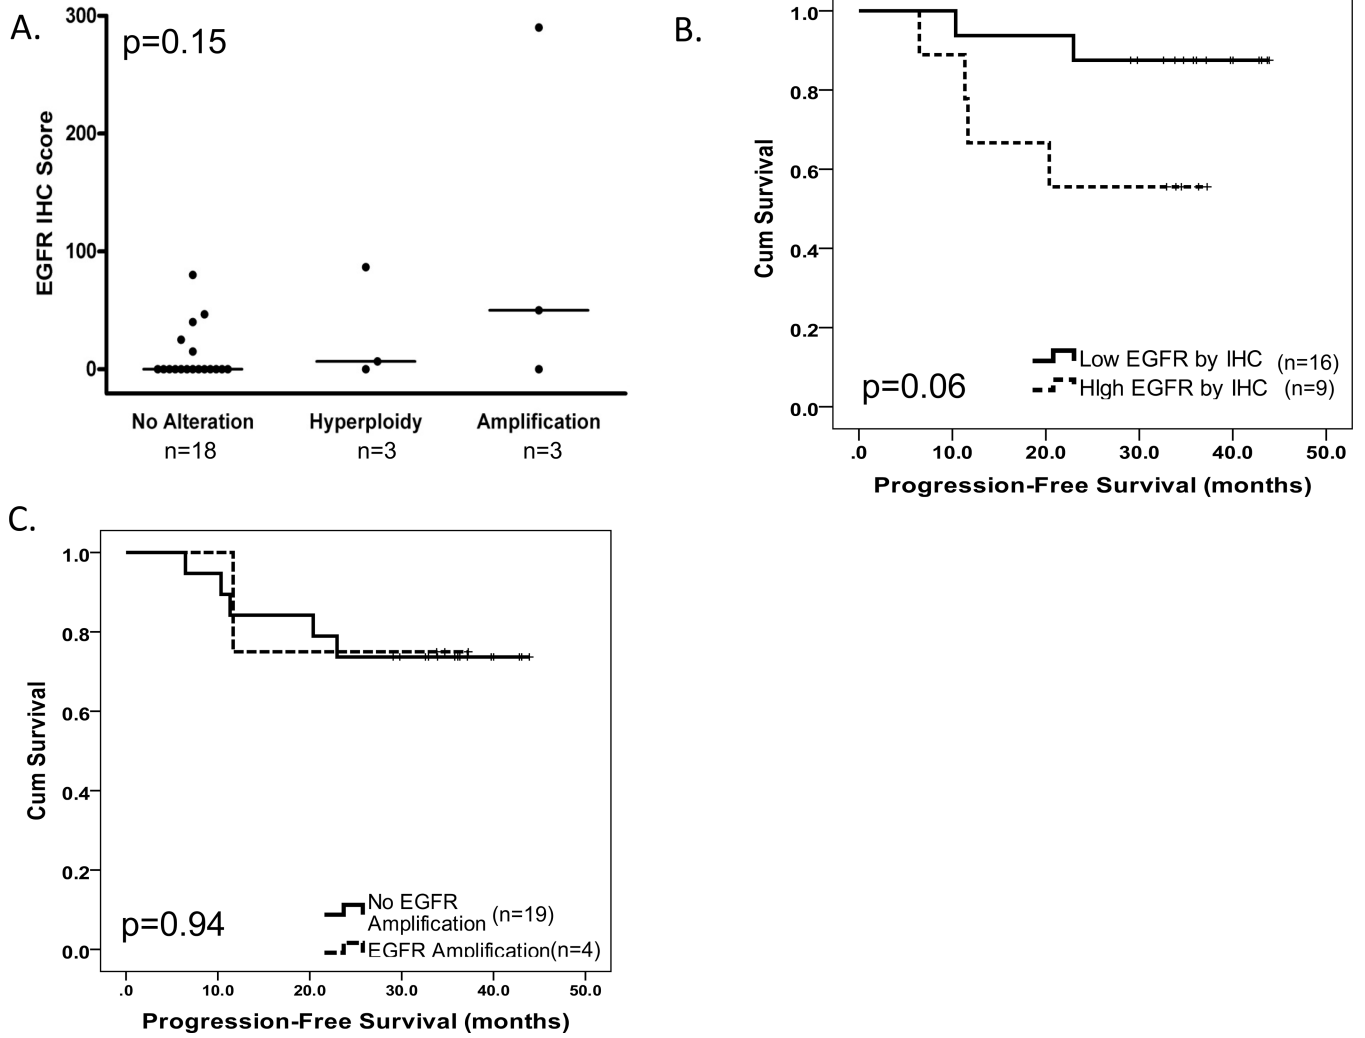 A.
p=0.15
EGFR IHC Score
300
200
100
0
No Alteration
Hyperploidy
Amplification
n=18
n=3
n=3
B.
Cum Survival
1.0
0.8
0.6
0.4
0.2
0.0
Low EGFR by IHC (n=16)
HIgh EGFR by IHC (n=9)
p=0.06
.0 10.0 20.0 30.0 40.0 50.0
Progression-Free Survival (months)
C.
Cum Survival
1.0
0.8
0.6
0.4
0.2
0.0
No EGFR
Amplification (n=19)
EGFR Amplification(n=4)
p=0.94
.0 10.0 20.0 30.0 40.0 50.0
Progression-Free Survival (months)